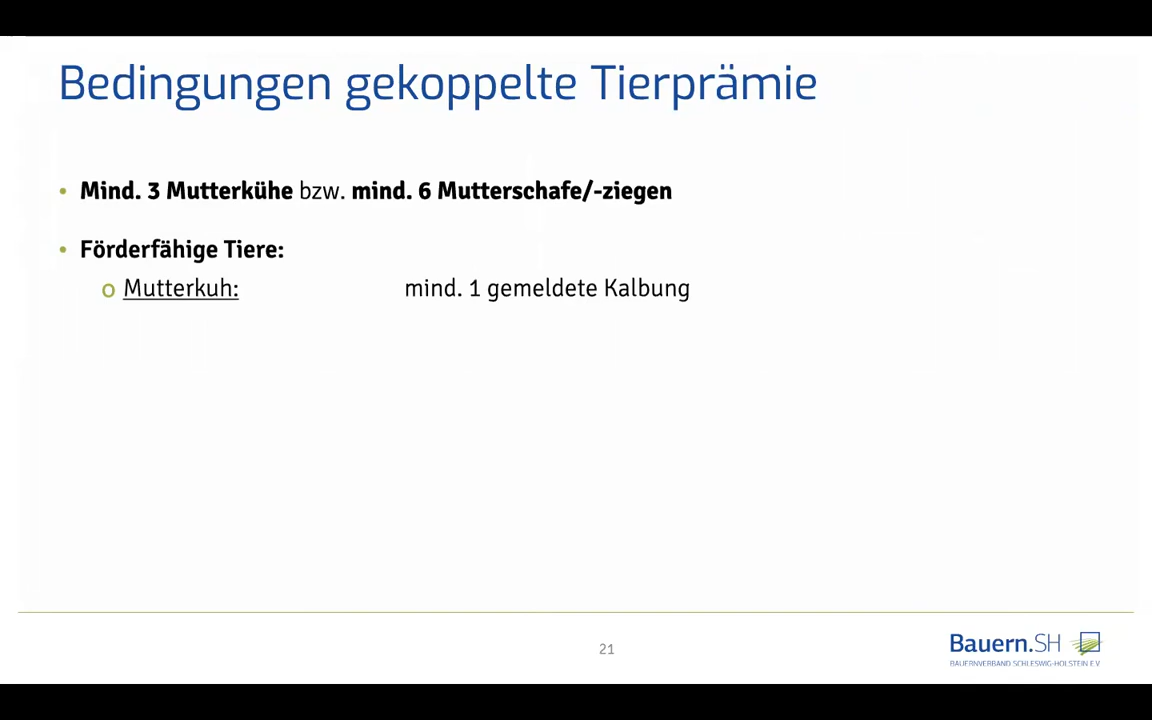 Bedingungen gekoppelte Tierprämie
• Mind. 3 Mutterkühe bzw. mind. 6 Mutterschafe/-ziegen
• Förderfähige Tiere:
o Mutterkuh: mind. 1 gemeldete Kalbung
21
Bauern.SH
BAUERNVERBAND SCHLESWIG-HOLSTEIN E.V